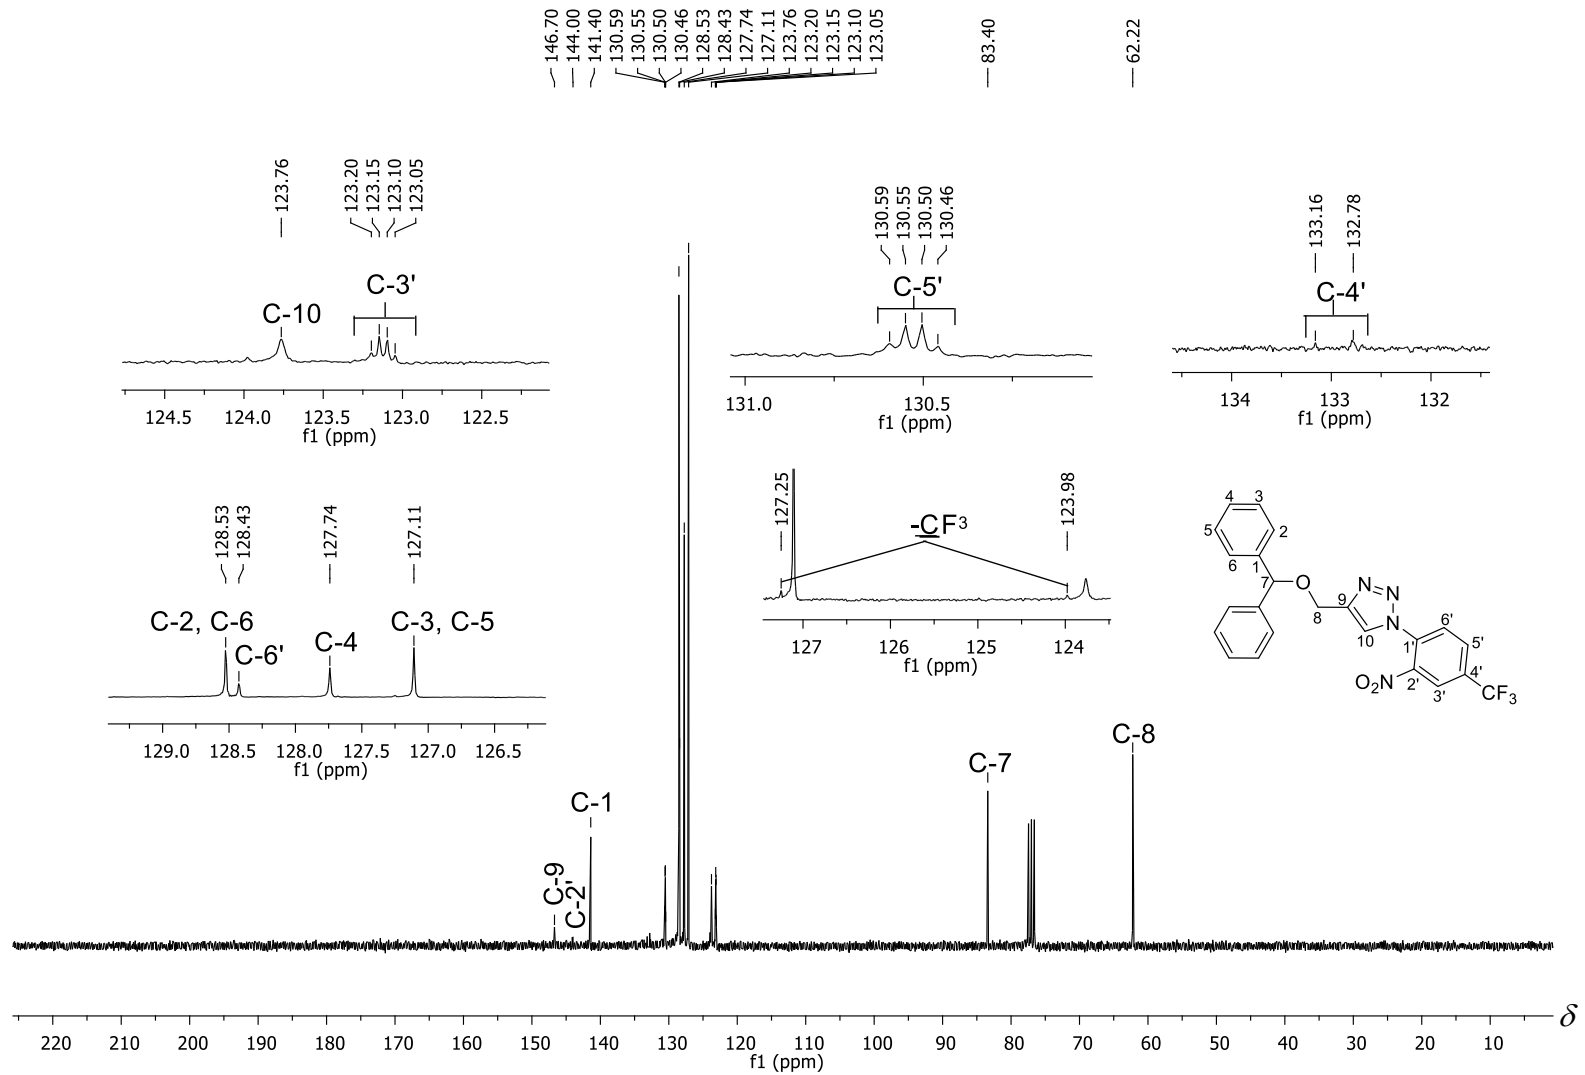 146.70
144.00
141.40
130.59
130.55
130.50
130.46
128.53
128.43
127.74
127.11
123.76
123.20
123.15
123.10
123.05
83.40
62.22
123.76
123.20
123.15
123.10
123.05
C-10
C-3'
124.5 124.0 123.5 123.0 122.5
f1 (ppm)
130.59
130.55
130.50
130.46
C-5'
131.0 130.5
f1 (ppm)
133.16
132.78
C-4'
134 133 132
f1 (ppm)
128.53
128.43
127.74
127.11
C-2, C-6
C-6'
C-4
C-3, C-5
129.0 128.5 128.0 127.5 127.0 126.5
f1 (ppm)
127.25
123.98
-CF3
127 126 125 124
f1 (ppm)
4 3
5 2
6 1
7 O
8
9 N N
10 N
6'
5'
1'
4'
O2N 2' 3' CF3
C-9
C-2'
C-1
C-7
C-8
220 210 200 190 180 170 160 150 140 130 120 110 100 90 80 70 60 50 40 30 20 10
f1 (ppm)
δ